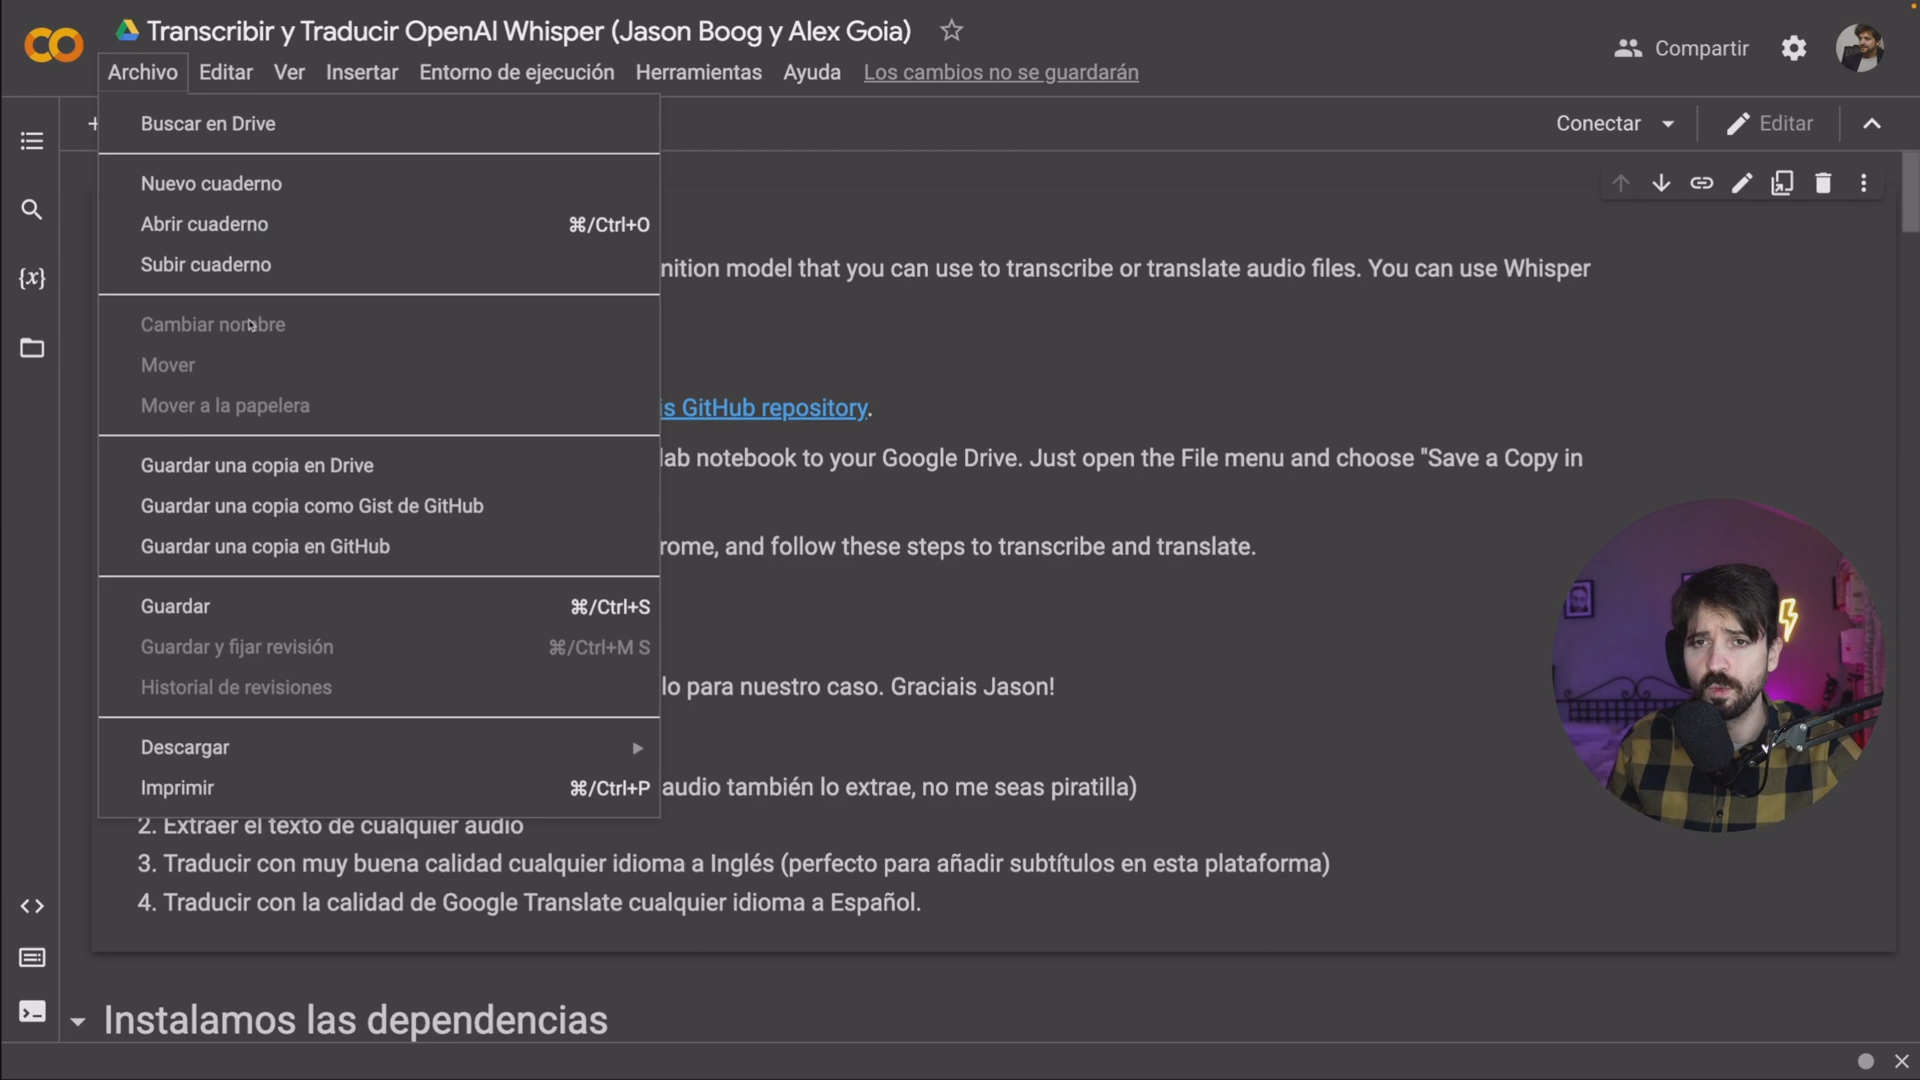 Transcribir y Traducir OpenAI Whisper (Jason Boog y Alex Goia)
Compartir
Archivo Editar Ver Insertar Entorno de ejecución Herramientas Ayuda Los cambios no se guardarán
Buscar en Drive
Conectar
Editar
Nuevo cuaderno
Abrir cuaderno ⌘/Ctrl+O
Subir cuaderno
nition model that you can use to transcribe or translate audio files. You can use Whisper
Cambiar nombre
Mover
Mover a la papelera
is GitHub repository.
lab notebook to your Google Drive. Just open the File menu and choose "Save a Copy in
Guardar una copia en Drive
Guardar una copia como Gist de GitHub
Guardar una copia en GitHub
rome, and follow these steps to transcribe and translate.
Guardar ⌘/Ctrl+S
Guardar y fijar revisión ⌘/Ctrl+M S
Historial de revisiones
lo para nuestro caso. Graciais Jason!
Descargar
Imprimir ⌘/Ctrl+P
audio también lo extrae, no me seas piratilla)
2. Extraer el texto de cualquier audio
3. Traducir con muy buena calidad cualquier idioma a Inglés (perfecto para añadir subtítulos en esta plataforma)
4. Traducir con la calidad de Google Translate cualquier idioma a Español.
Instalamos las dependencias